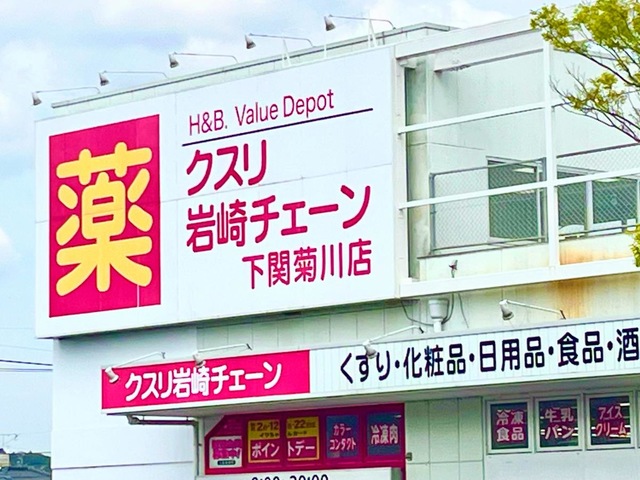 薬
H&B. Value Depot
クスリ
岩崎チェーン
下関菊川店
クスリ岩崎チェーン
くすり・化粧品・日用品・食品・酒
ポイン
トデー
カラー
コンタクト
冷凍肉
冷凍
食品
牛乳
パン
アイス
クリーム